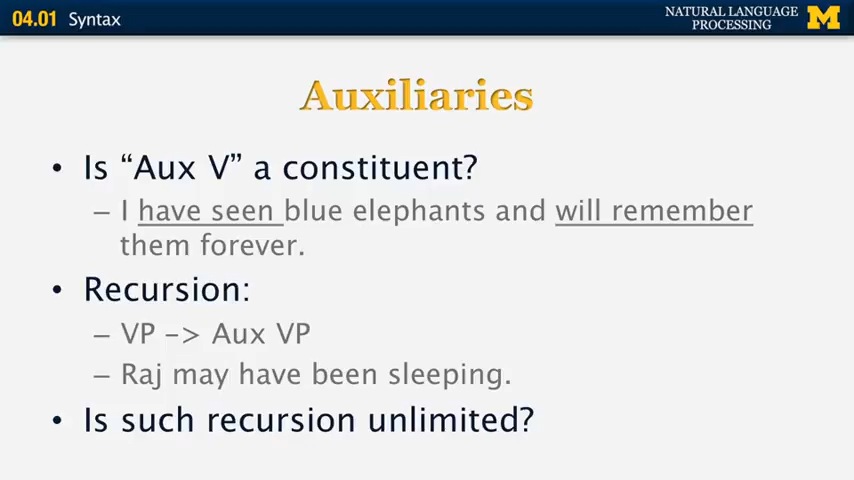 04.01 Syntax
NATURAL LANGUAGE
PROCESSING
M
Auxiliaries
• Is “Aux V” a constituent?
– I have seen blue elephants and will remember
them forever.
• Recursion:
– VP –> Aux VP
– Raj may have been sleeping.
• Is such recursion unlimited?